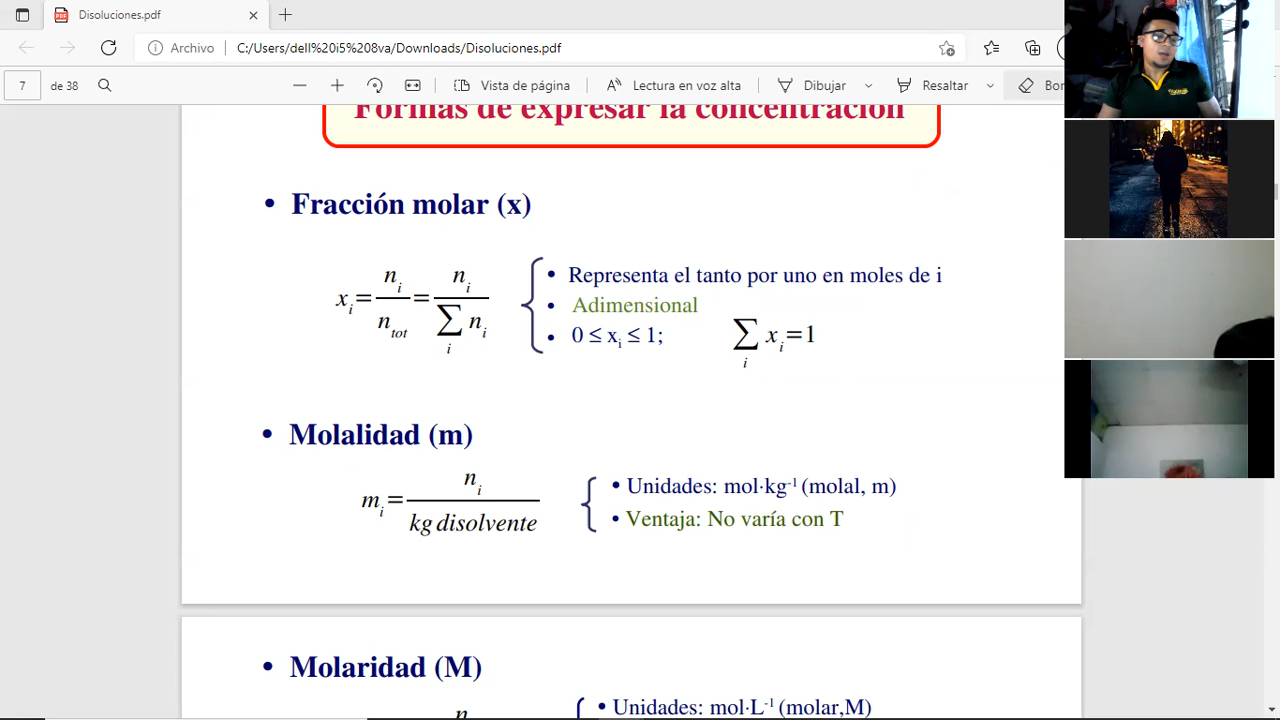 Disoluciones.pdf
Archivo C:/Users/dell%20i5%208va/Downloads/Disoluciones.pdf
7 de 38 Vista de página Lectura en voz alta Dibujar Resaltar Bor
Formas de expresar la concentración
• Fracción molar (x)
x_i = n_i / n_tot = n_i / ∑_i n_i
• Representa el tanto por uno en moles de i
• Adimensional
• 0 ≤ x_i ≤ 1; ∑_i x_i = 1
• Molalidad (m)
m_i = n_i / kg disolvente
• Unidades: mol·kg⁻¹ (molal, m)
• Ventaja: No varía con T
• Molaridad (M)
n
• Unidades: mol·L⁻¹ (molar,M)